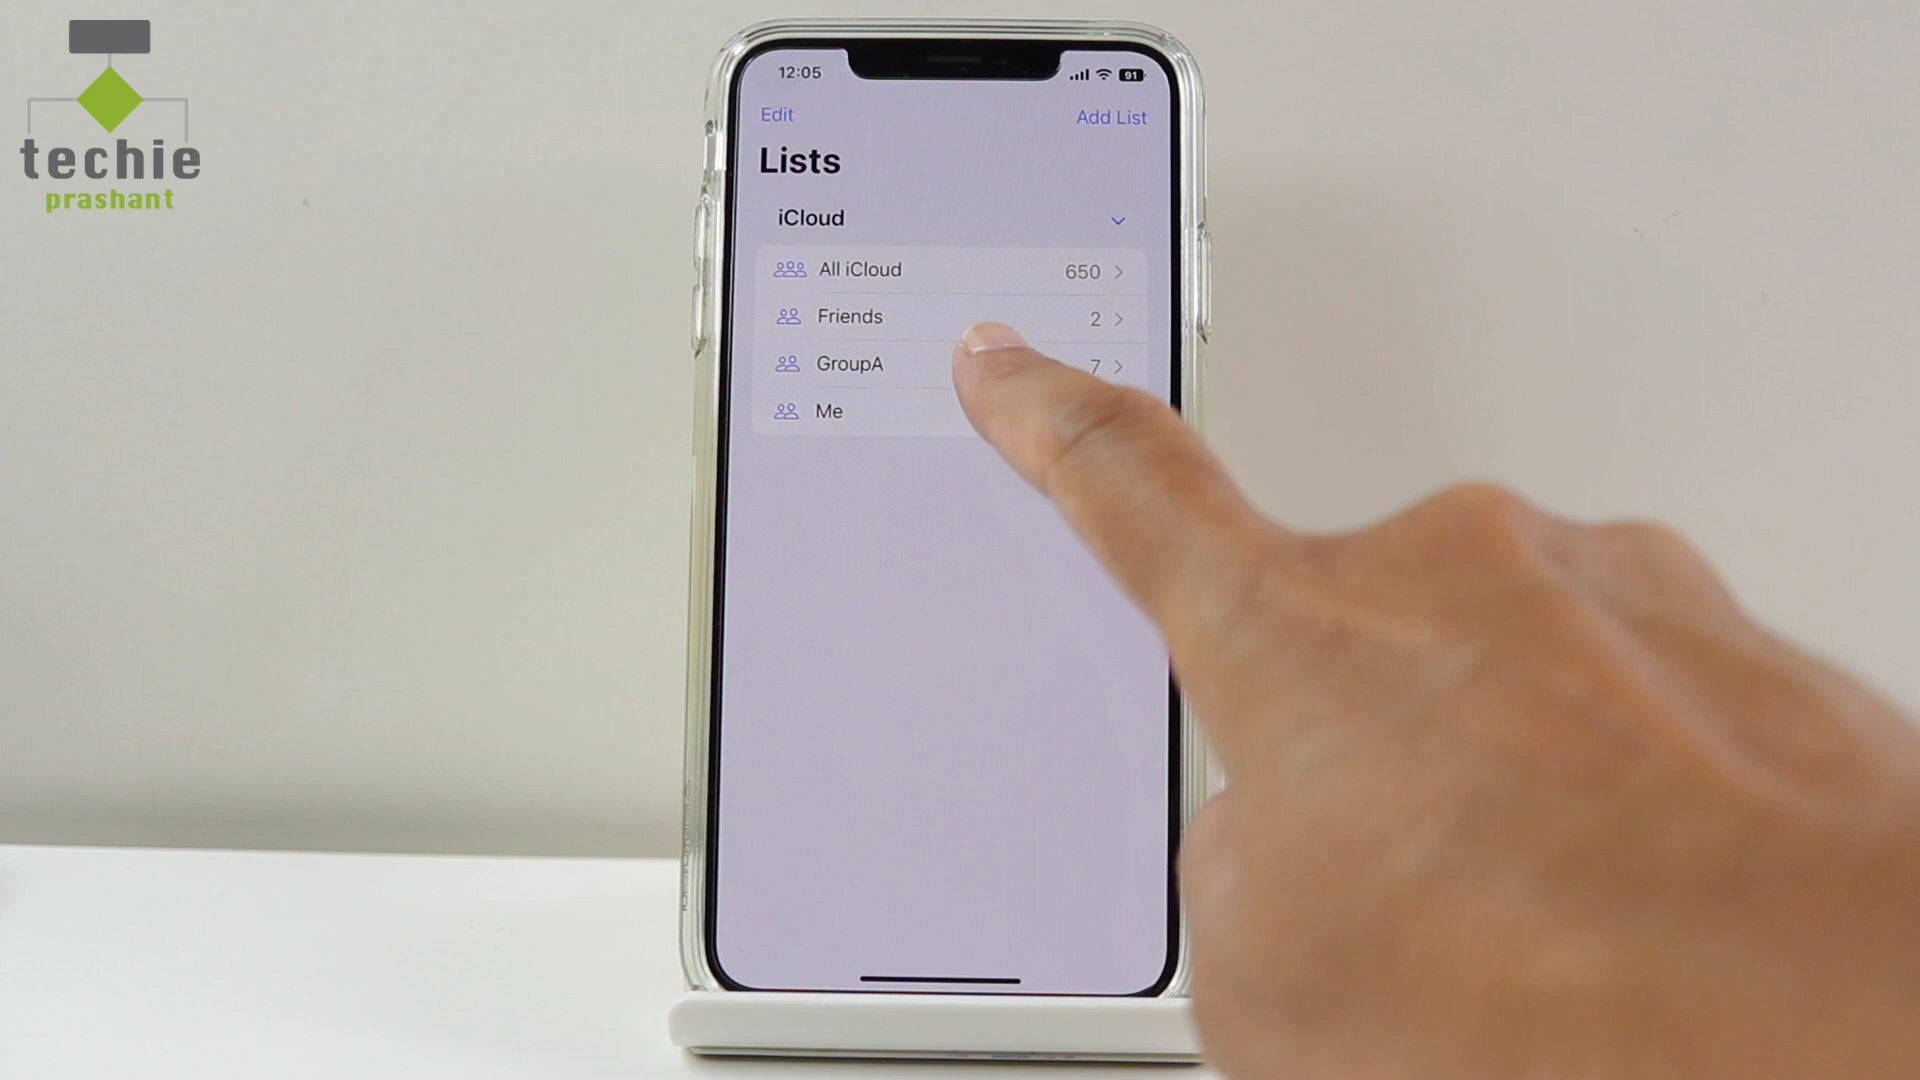 techie
prashant
12:05
91
Edit
Add List
Lists
iCloud
All iCloud 650
Friends 2
GroupA 7
Me